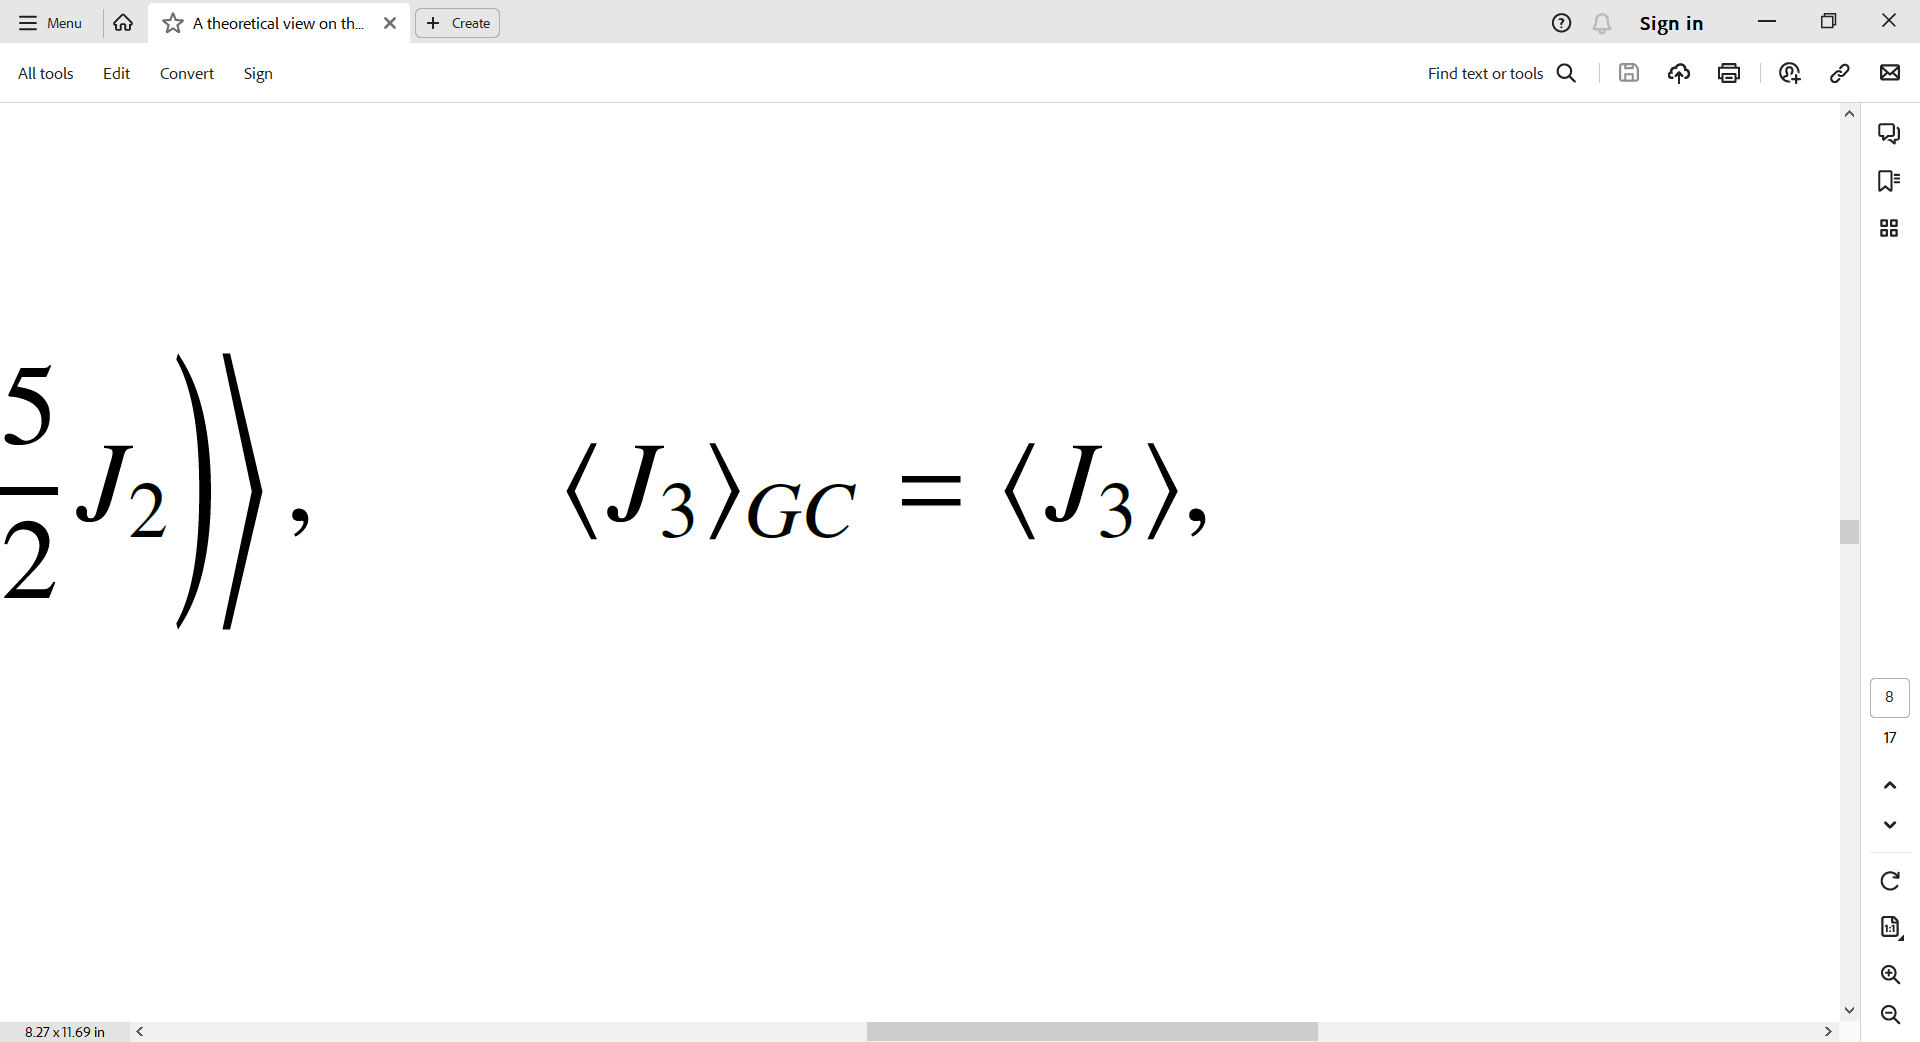 Menu A theoretical view on th... Create Sign in
All tools Edit Convert Sign Find text or tools
5/2 J₂)⟩, ⟨J₃⟩GC = ⟨J₃⟩,
8
17
8.27 x 11.69 in